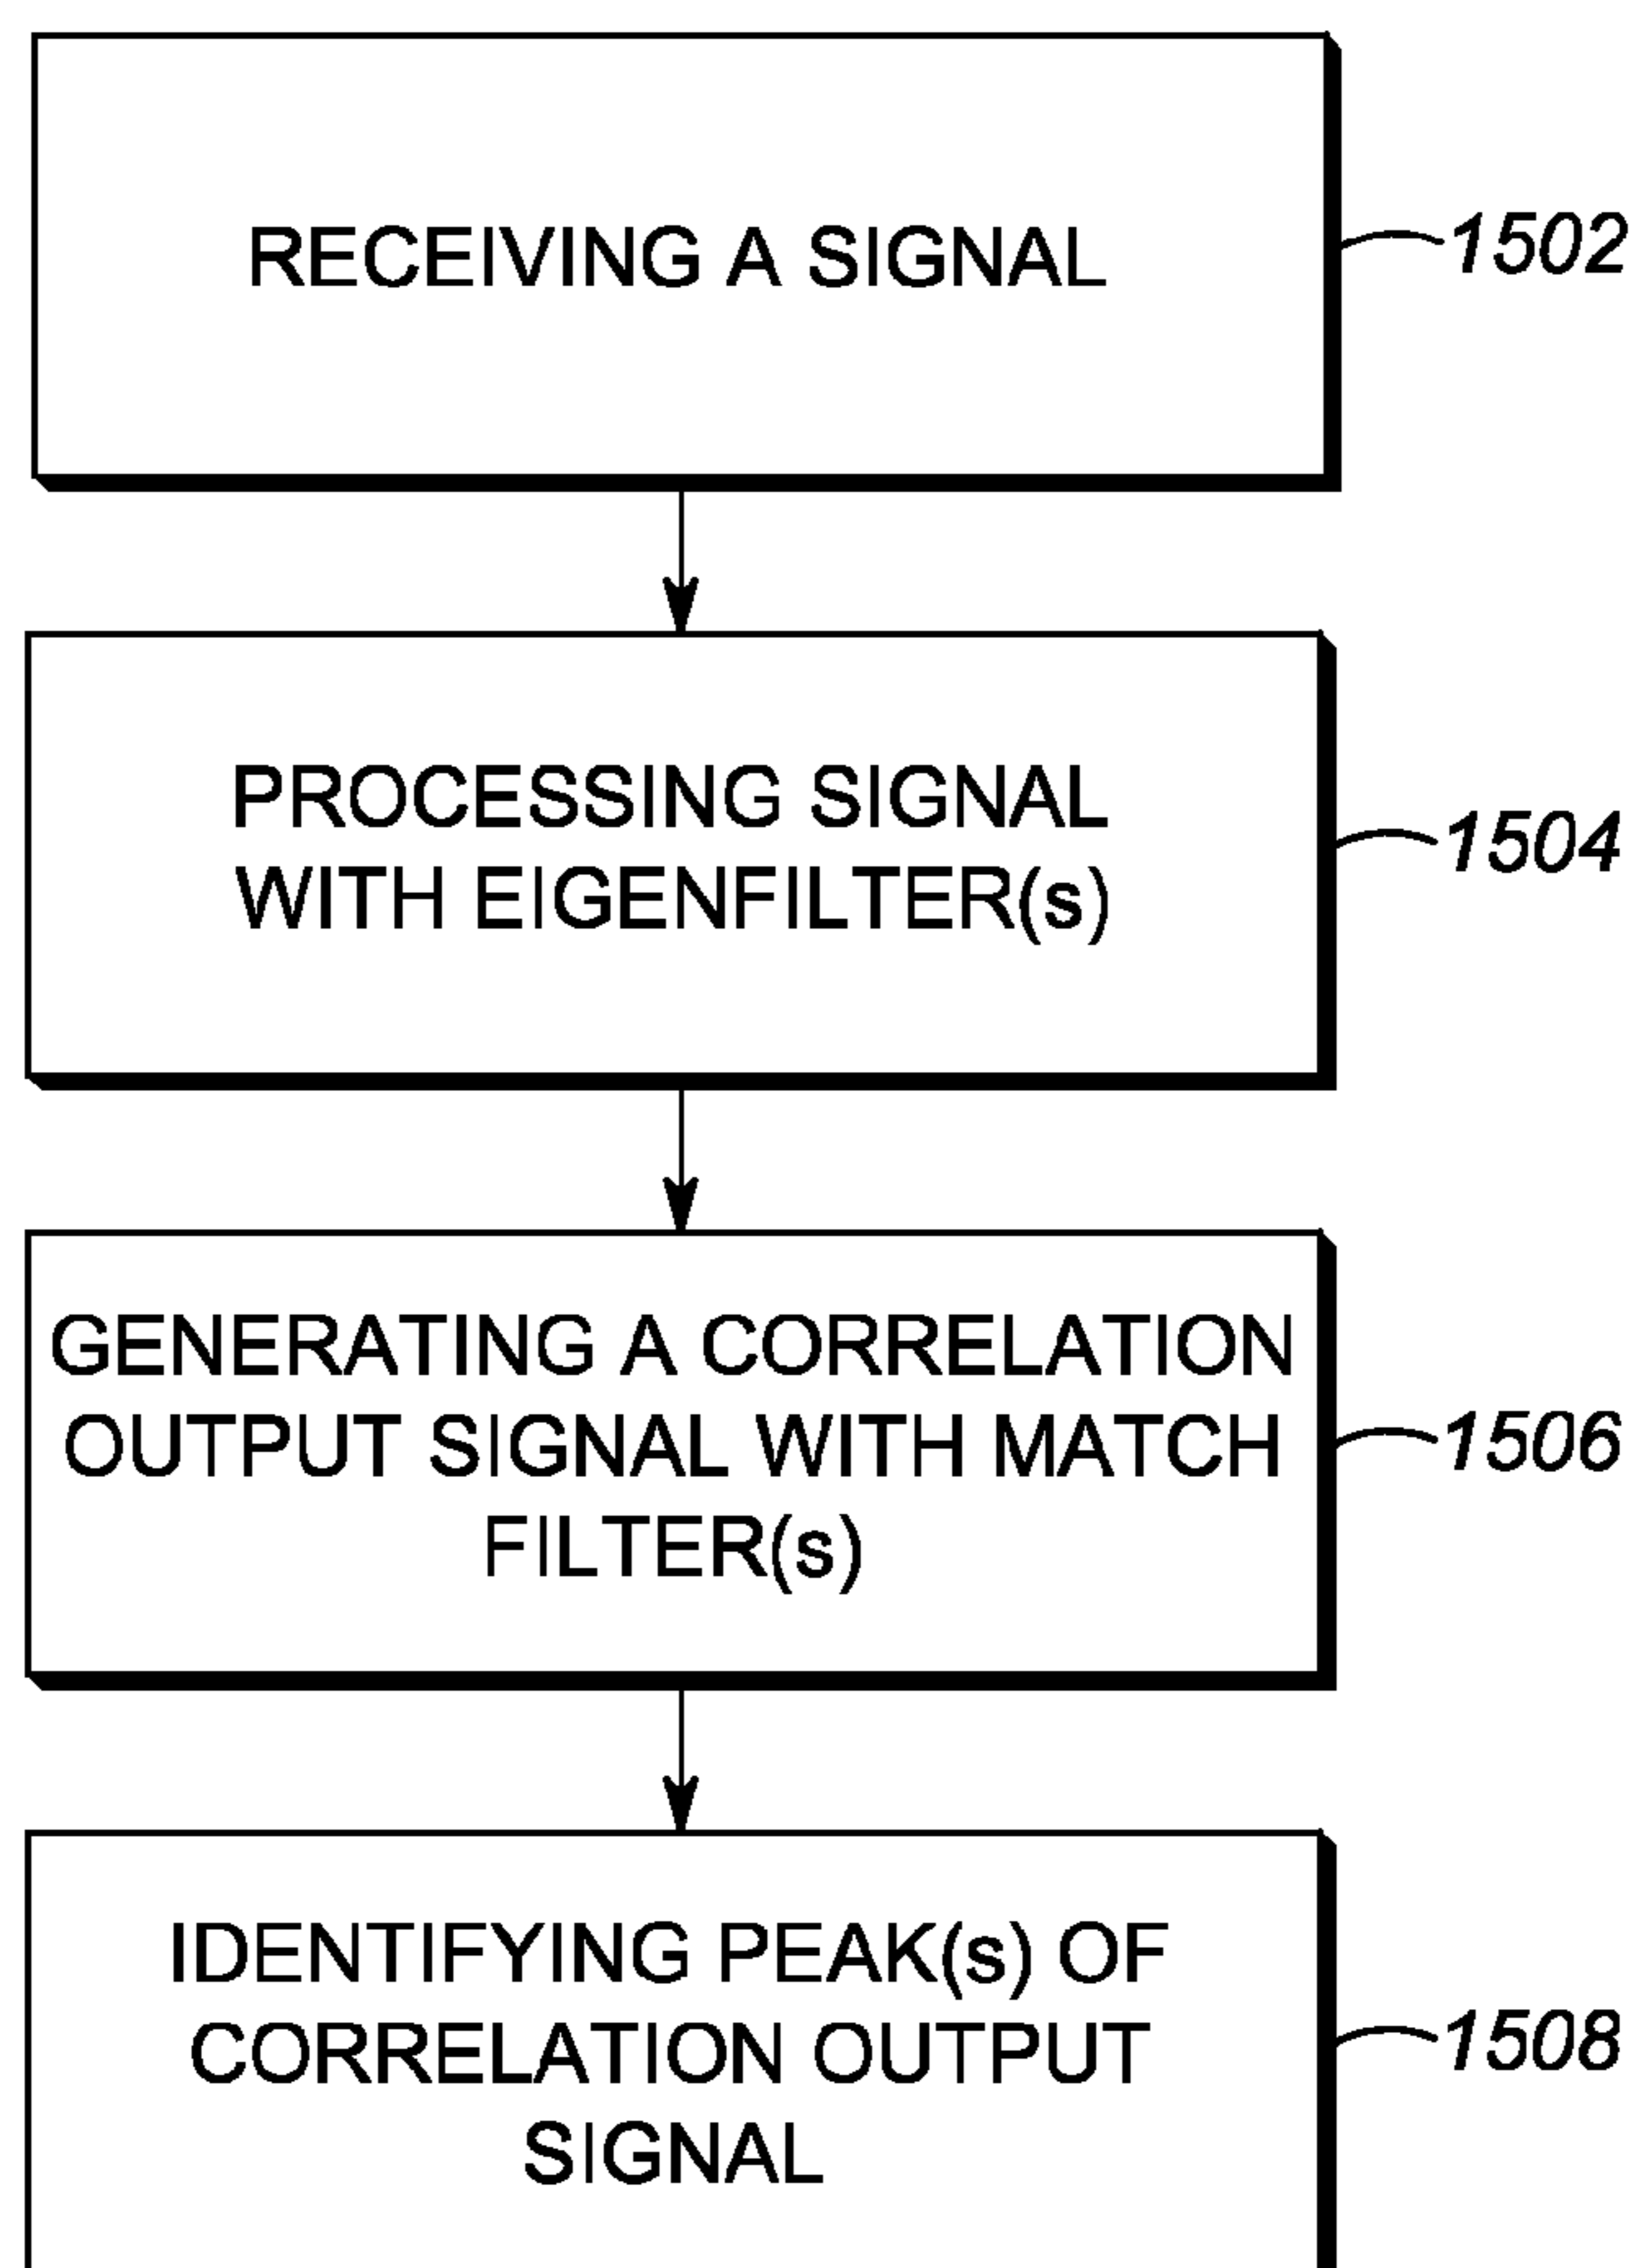 RECEIVING A SIGNAL
1502
PROCESSING SIGNAL
WITH EIGENFILTER(s)
1504
GENERATING A CORRELATION
OUTPUT SIGNAL WITH MATCH
FILTER(s)
1506
IDENTIFYING PEAK(s) OF
CORRELATION OUTPUT
SIGNAL
1508